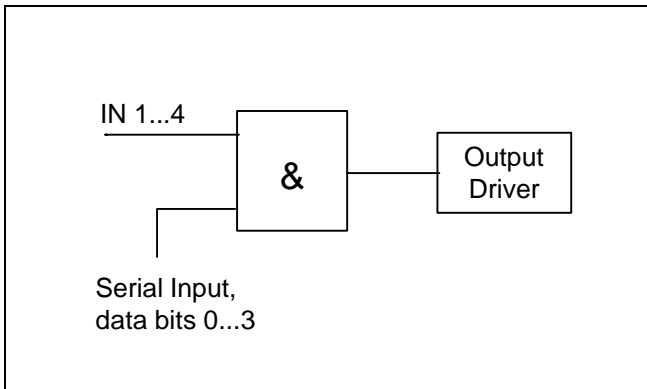 IN 1...4
&
Output
Driver
Serial Input,
data bits 0...3